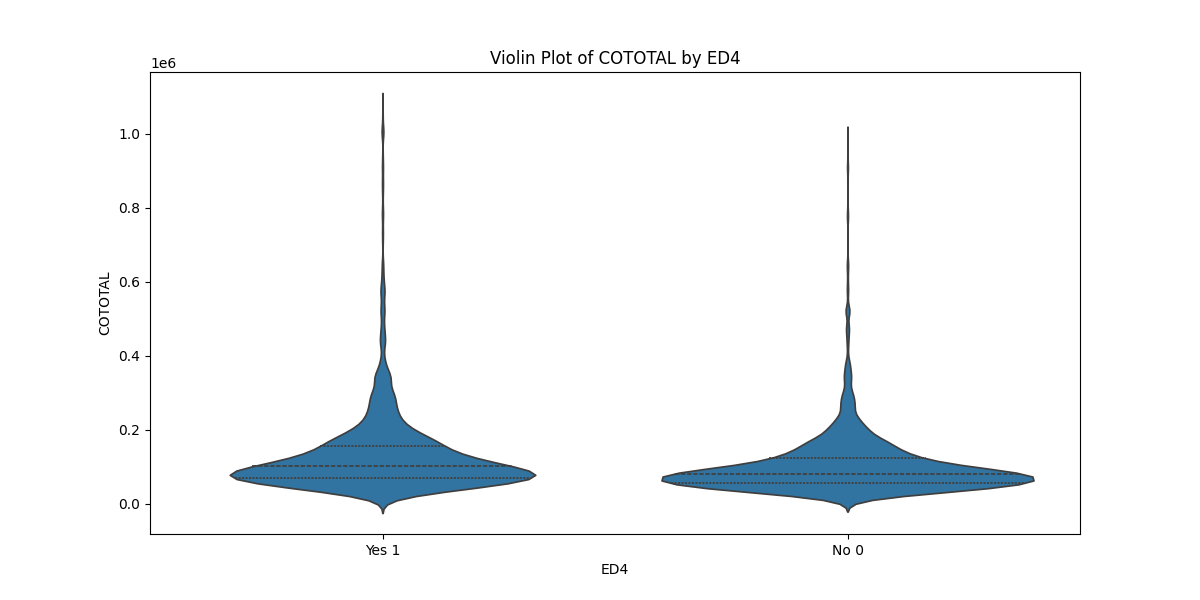 Violin Plot of COTOTAL by ED4
1e6
1.0
0.8
0.6
0.4
0.2
0.0
COTOTAL
Yes 1
No 0
ED4